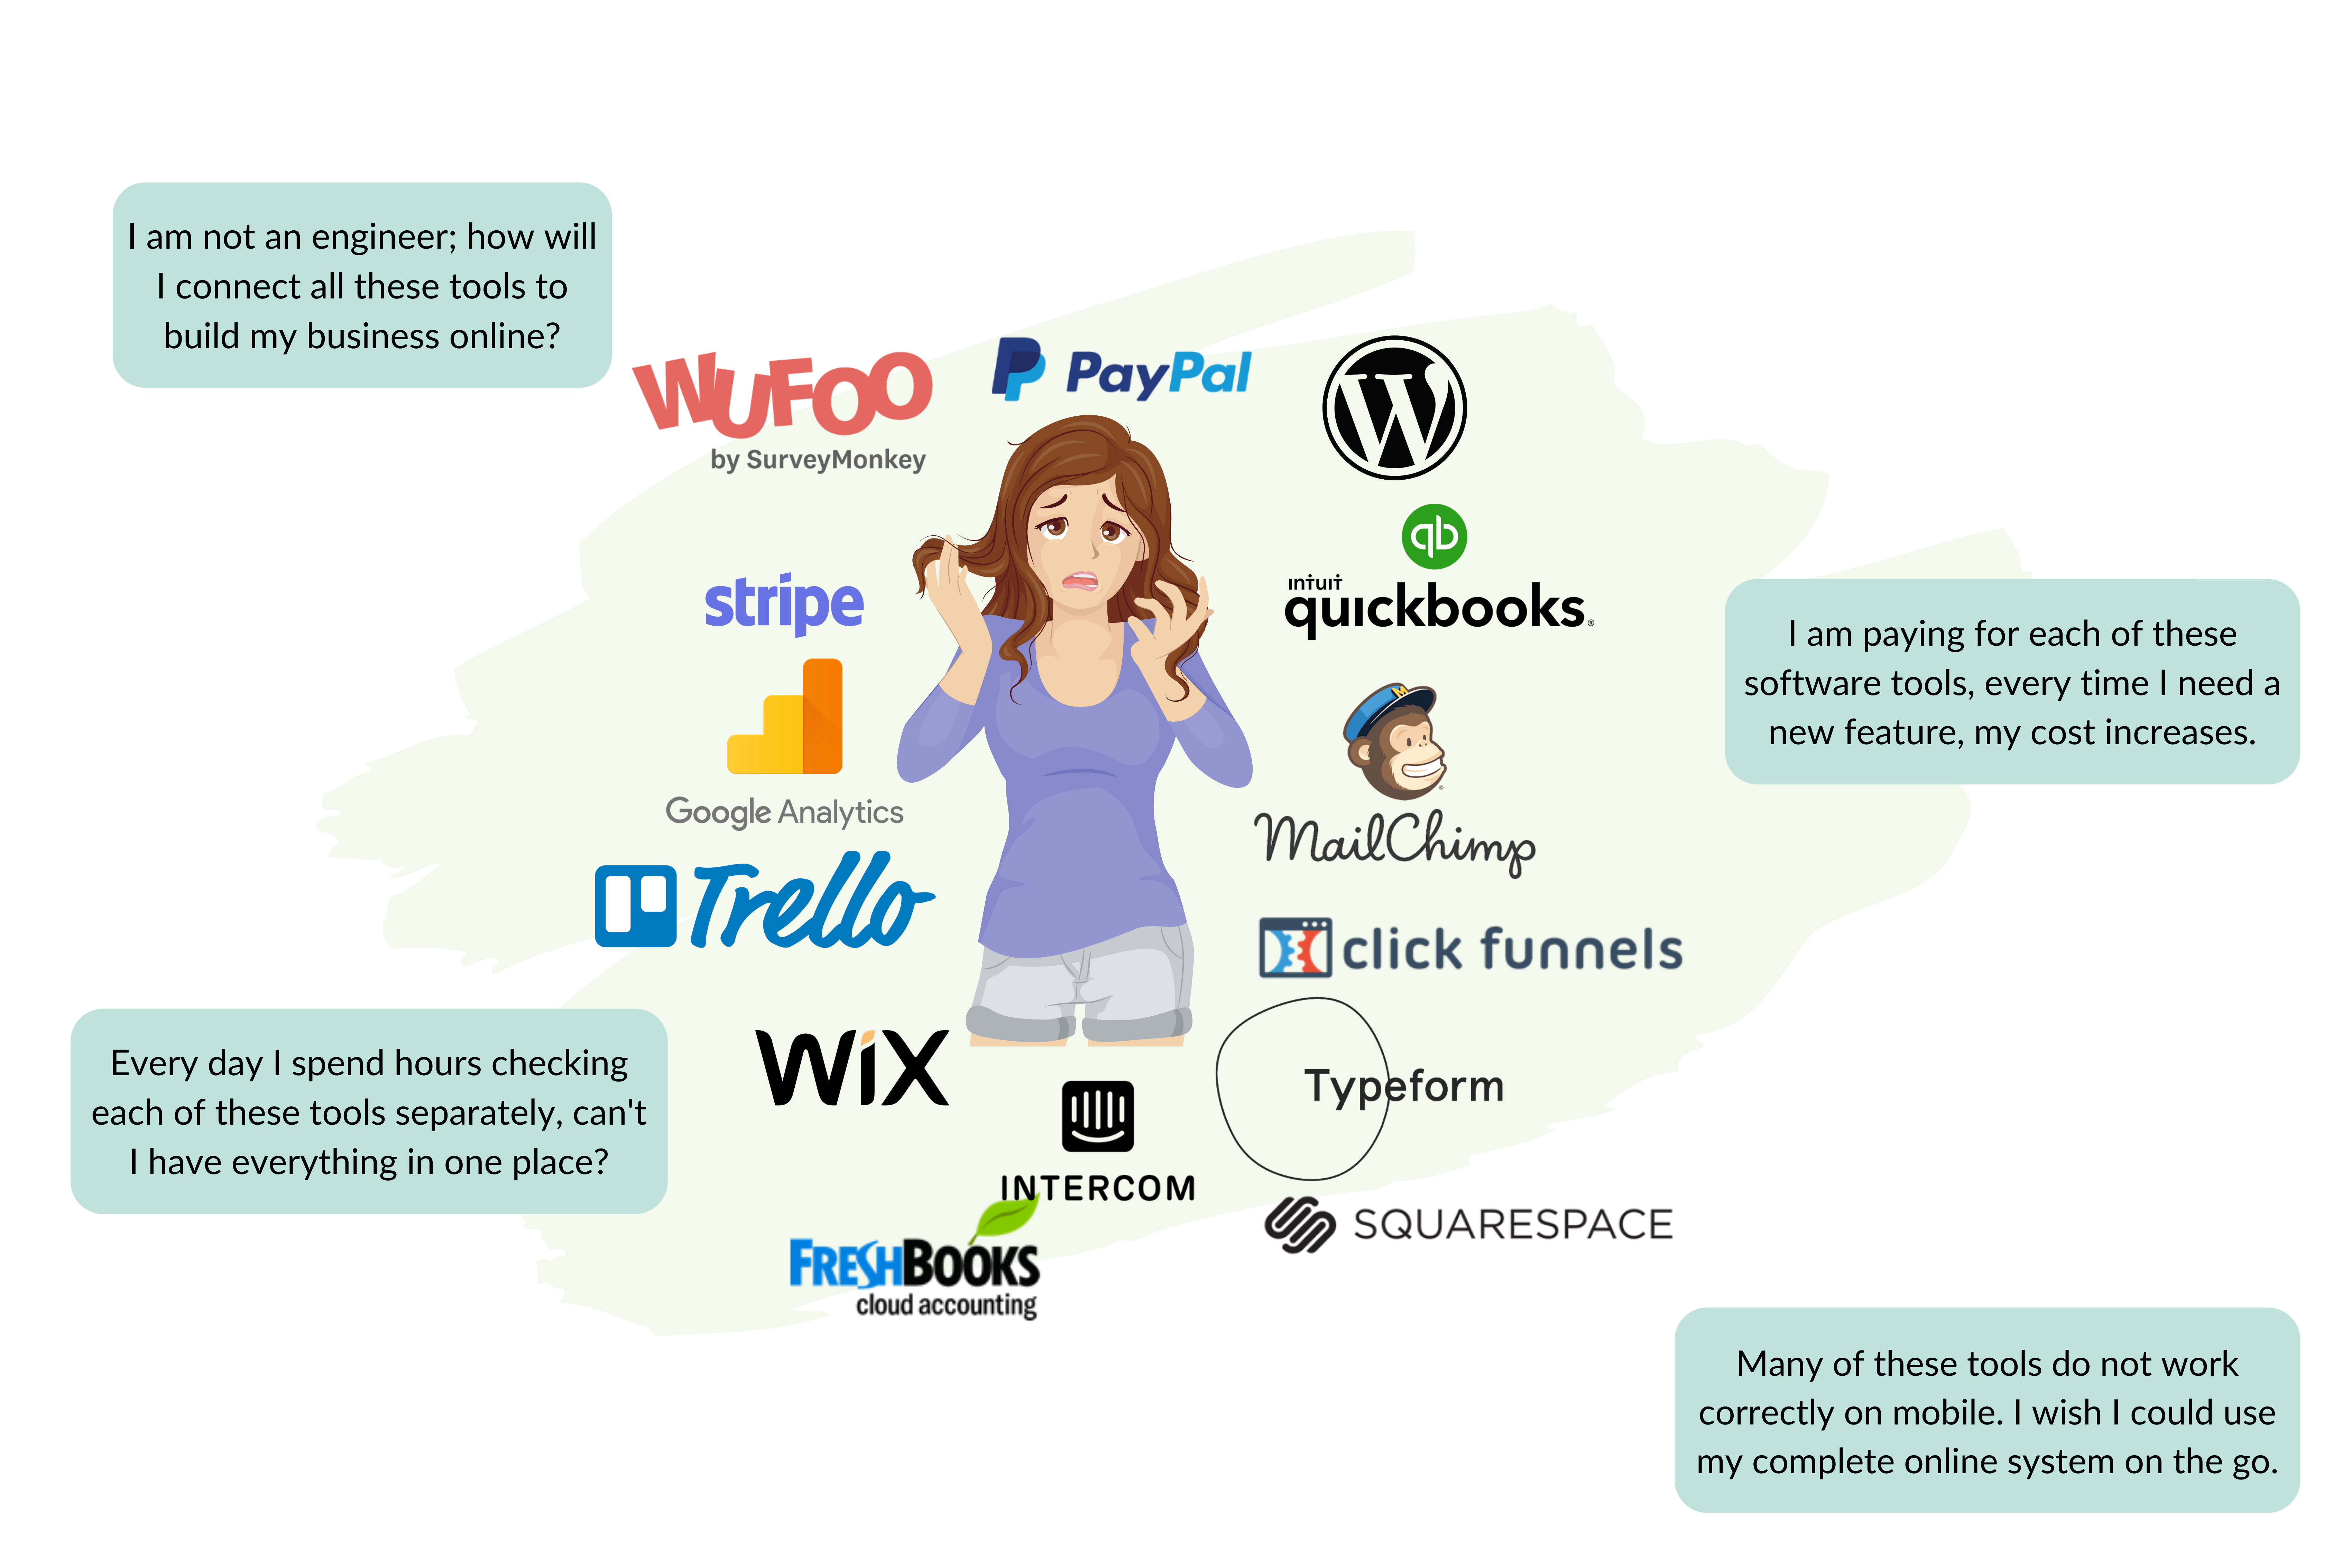 I am not an engineer; how will
I connect all these tools to
build my business online?
WUFOO
by SurveyMonkey
PayPal
W
stripe
qb
intuit
quickbooks®
I am paying for each of these
software tools, every time I need a
new feature, my cost increases.
Google Analytics
M
MailChimp
Trello
click funnels
Every day I spend hours checking
each of these tools separately, can't
I have everything in one place?
WiX
Typeform
INTERCOM
FRESHBOOKS
cloud accounting
SQUARESPACE
Many of these tools do not work
correctly on mobile. I wish I could use
my complete online system on the go.